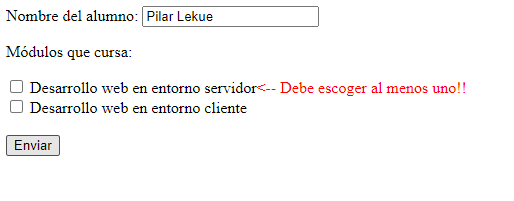 Nombre del alumno: Pilar Lekue
Módulos que cursa:
Desarrollo web en entorno servidor<-- Debe escoger al menos uno!!
Desarrollo web en entorno cliente
Enviar